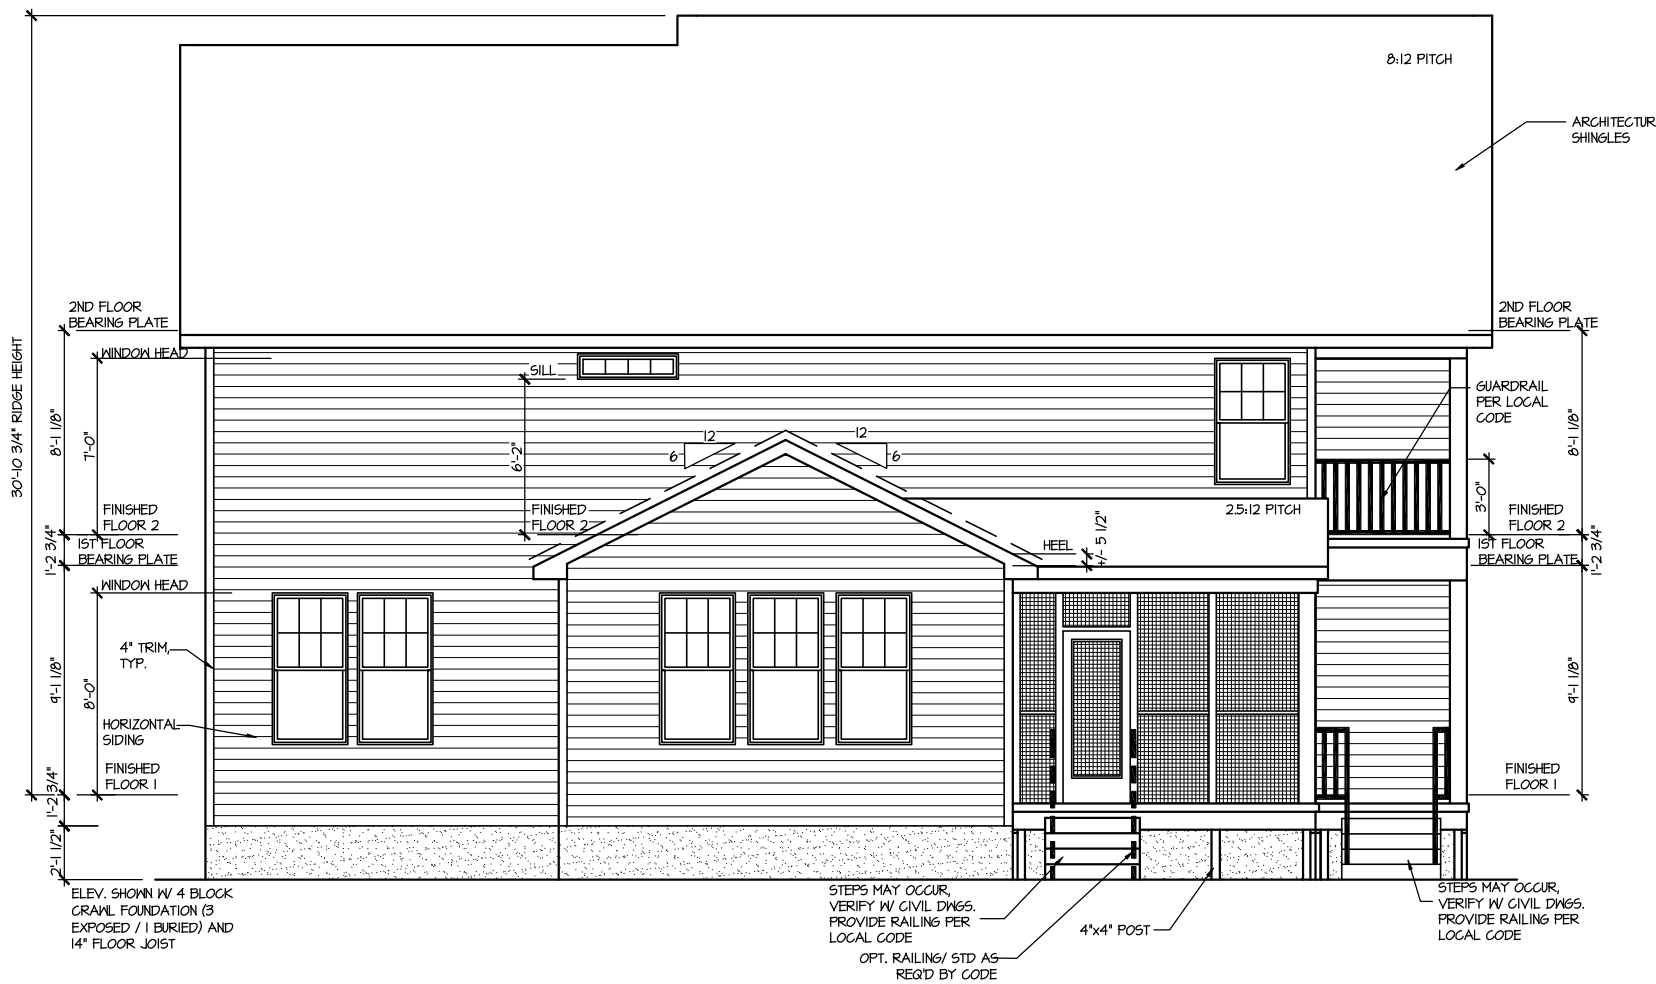 8:12 PITCH
ARCHITECTUR
SHINGLES
2ND FLOOR
BEARING PLATE
2ND FLOOR
BEARING PLATE
WINDOW HEAD
SILL
30'-10 3/4" RIDGE HEIGHT
8'-1 1/8"
7'-0"
6'-2"
12
6
12
6
GUARDRAIL
PER LOCAL
CODE
8'-1 1/8"
3'-0"
FINISHED
FLOOR 2
FINISHED
FLOOR 2
2.5:12 PITCH
FINISHED
FLOOR 2
1'-2 3/4"
1ST FLOOR
BEARING PLATE
HEEL
+/- 5 1/2"
1ST FLOOR
BEARING PLATE
1'-2 3/4"
WINDOW HEAD
4" TRIM,
TYP.
9'-1 1/8"
8'-0"
9'-1 1/8"
HORIZONTAL
SIDING
FINISHED
FLOOR 1
FINISHED
FLOOR 1
1'-2 3/4"
2'-1 1/2"
ELEV. SHOWN W/ 4 BLOCK
CRAWL FOUNDATION (3
EXPOSED / 1 BURIED) AND
14" FLOOR JOIST
STEPS MAY OCCUR,
VERIFY W/ CIVIL DWGS.
PROVIDE RAILING PER
LOCAL CODE
OPT. RAILING/ STD AS
REQ'D BY CODE
4"x4" POST
STEPS MAY OCCUR,
VERIFY W/ CIVIL DWGS.
PROVIDE RAILING PER
LOCAL CODE